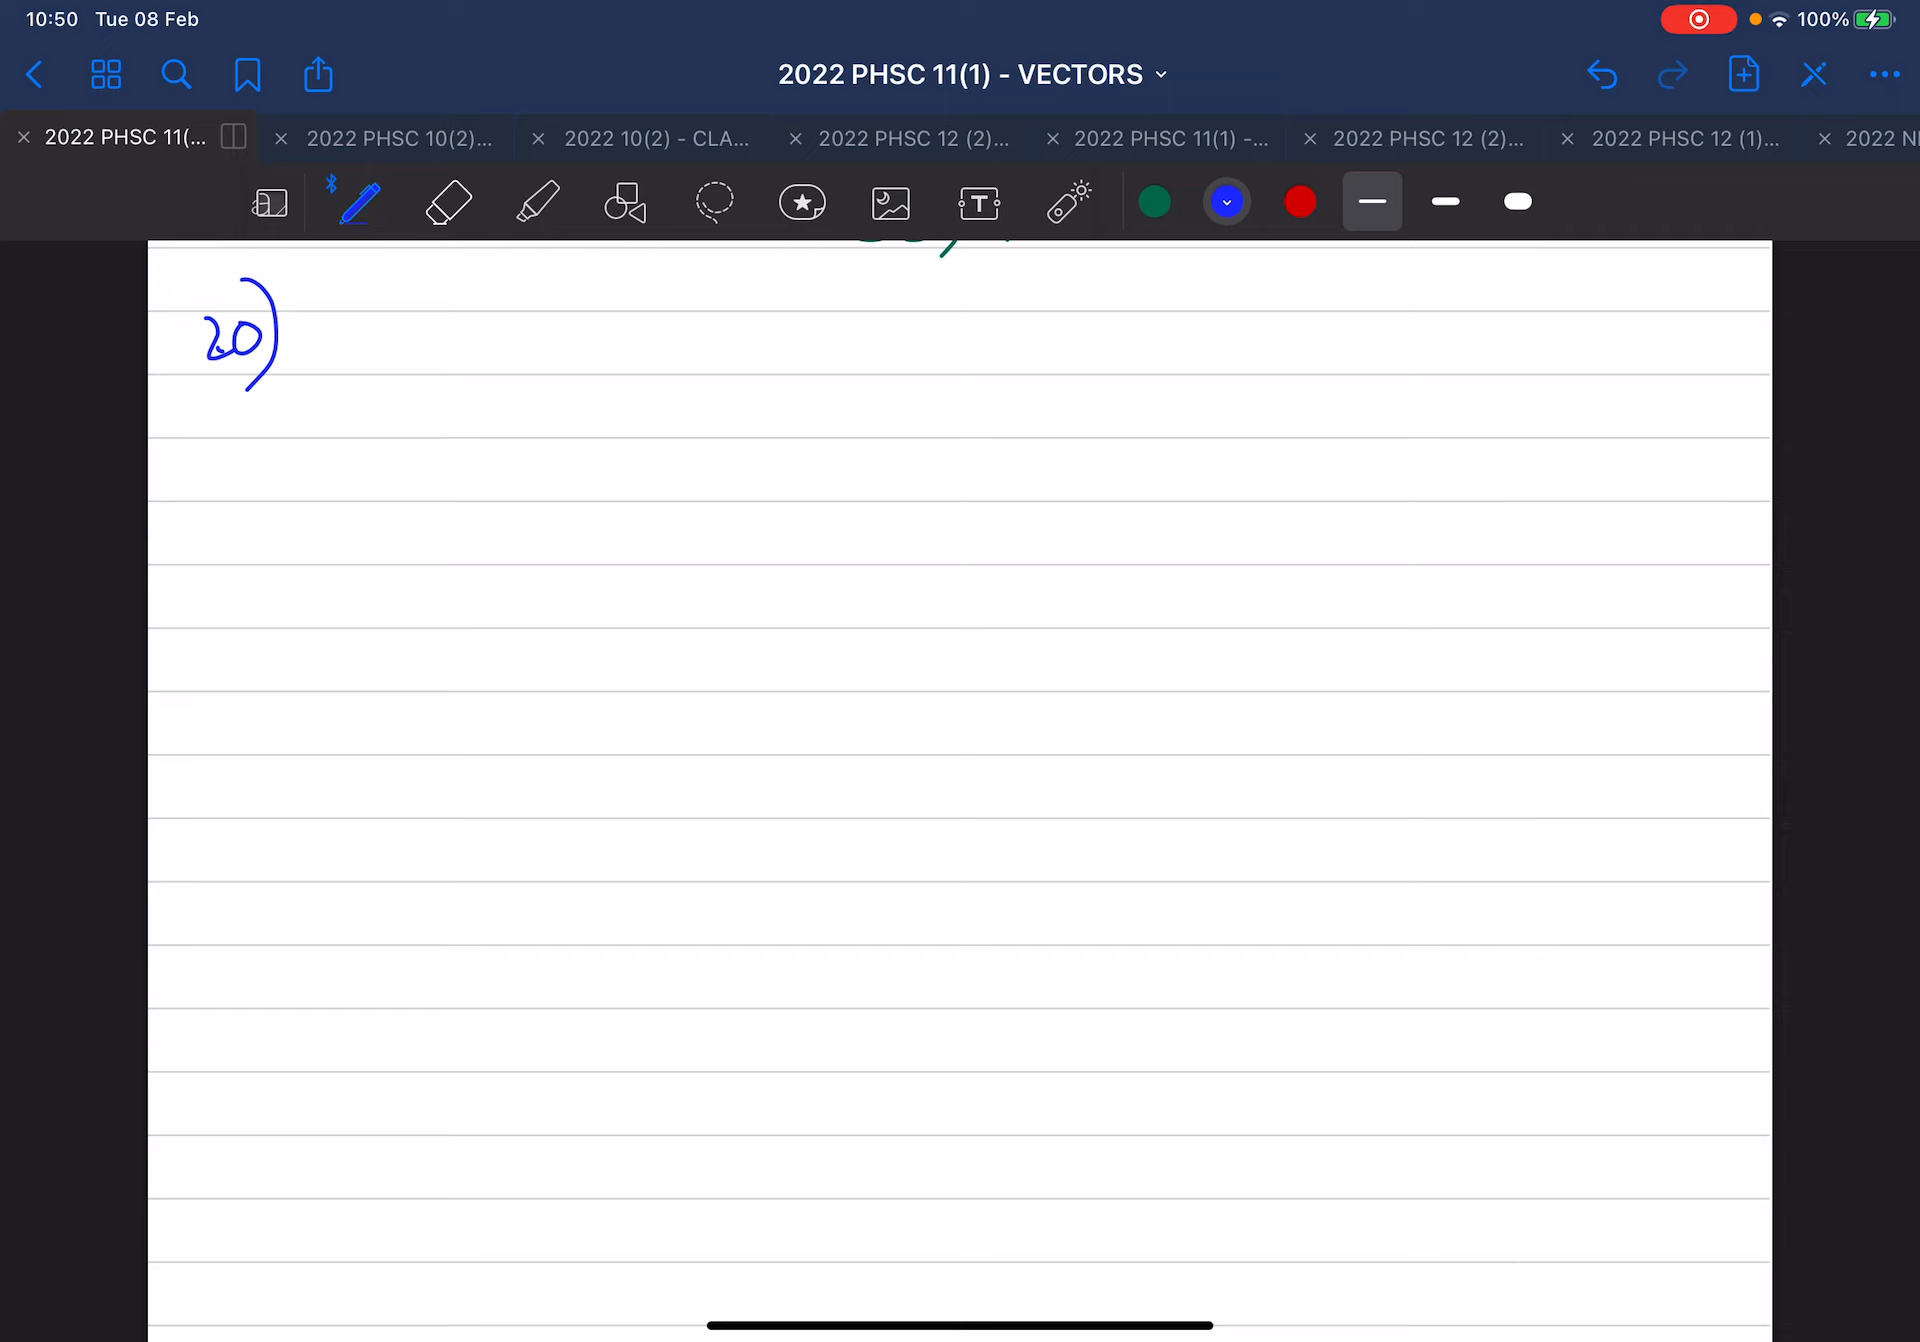 10:50 Tue 08 Feb 100%
2022 PHSC 11(1) - VECTORS
2022 PHSC 11(... 2022 PHSC 10(2)... 2022 10(2) - CLA... 2022 PHSC 12 (2)... 2022 PHSC 11(1) -... 2022 PHSC 12 (2)... 2022 PHSC 12 (1)... 2022 N
T
20)